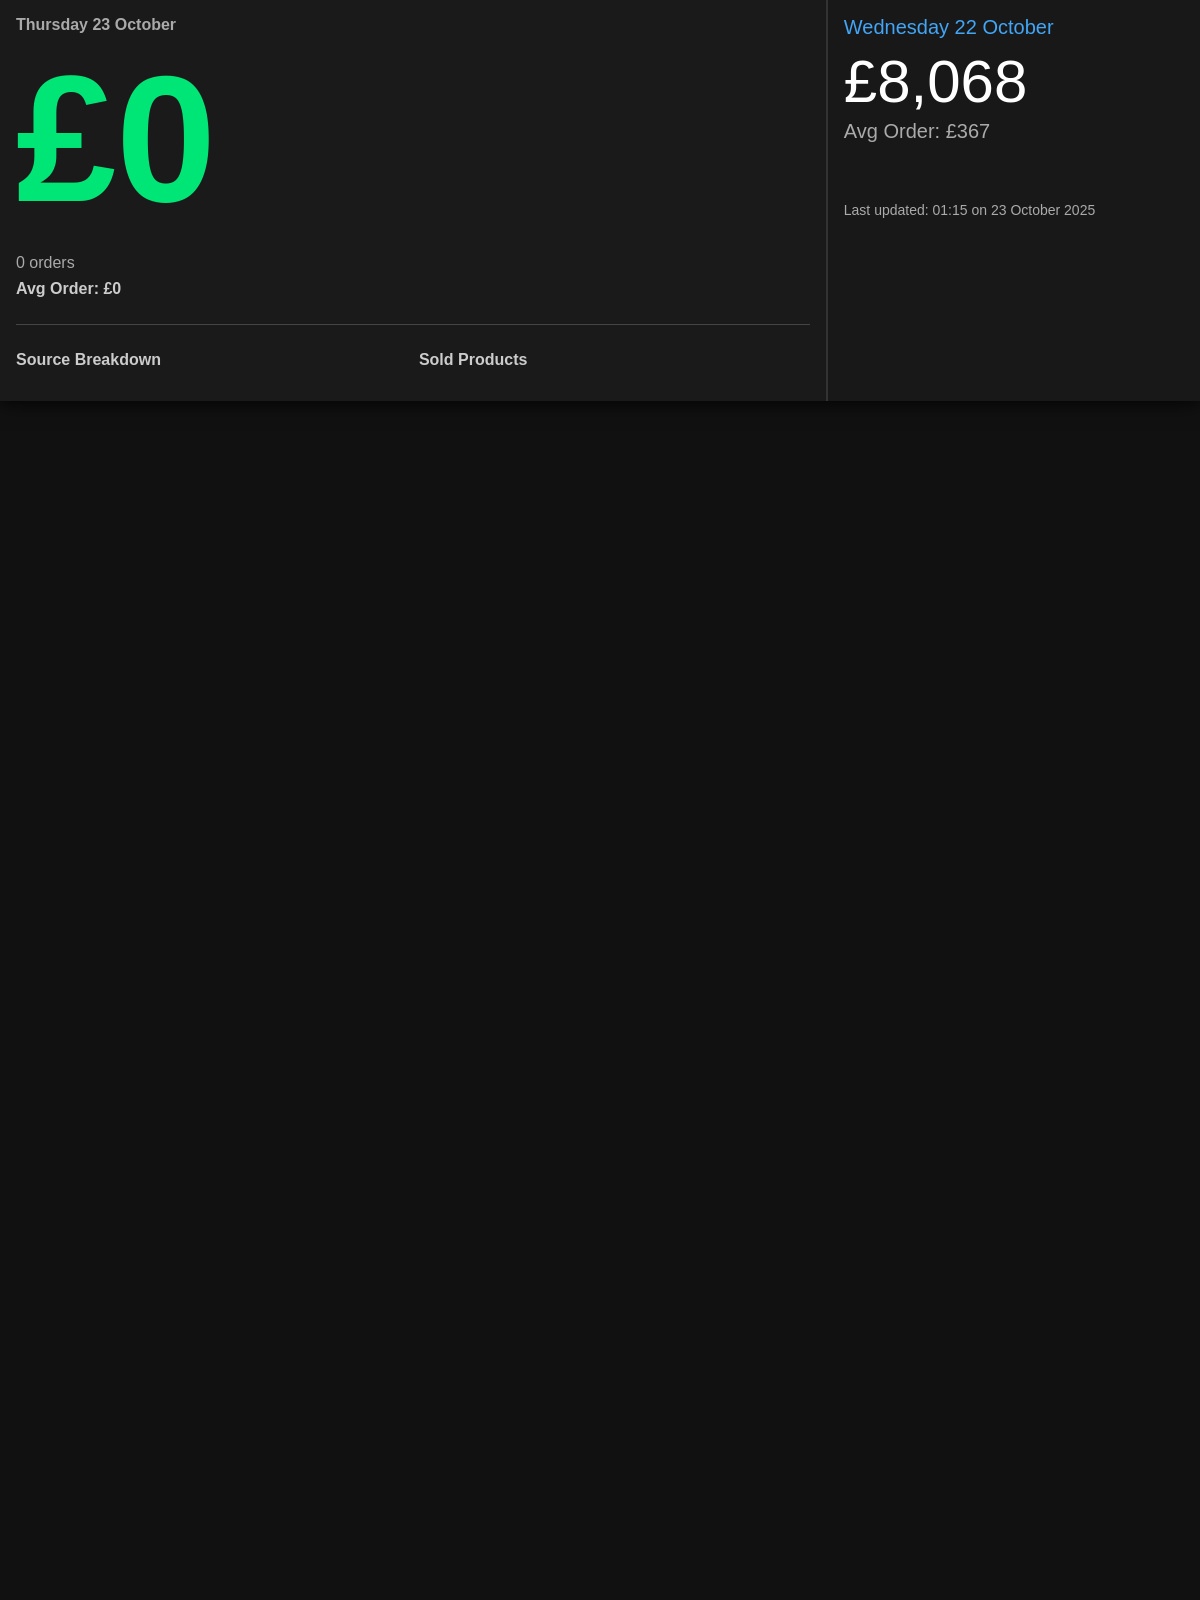 Thursday 23 October
£0
0 orders
Avg Order: £0
Source Breakdown
Sold Products
Wednesday 22 October
£8,068
Avg Order: £367
Last updated: 01:15 on 23 October 2025